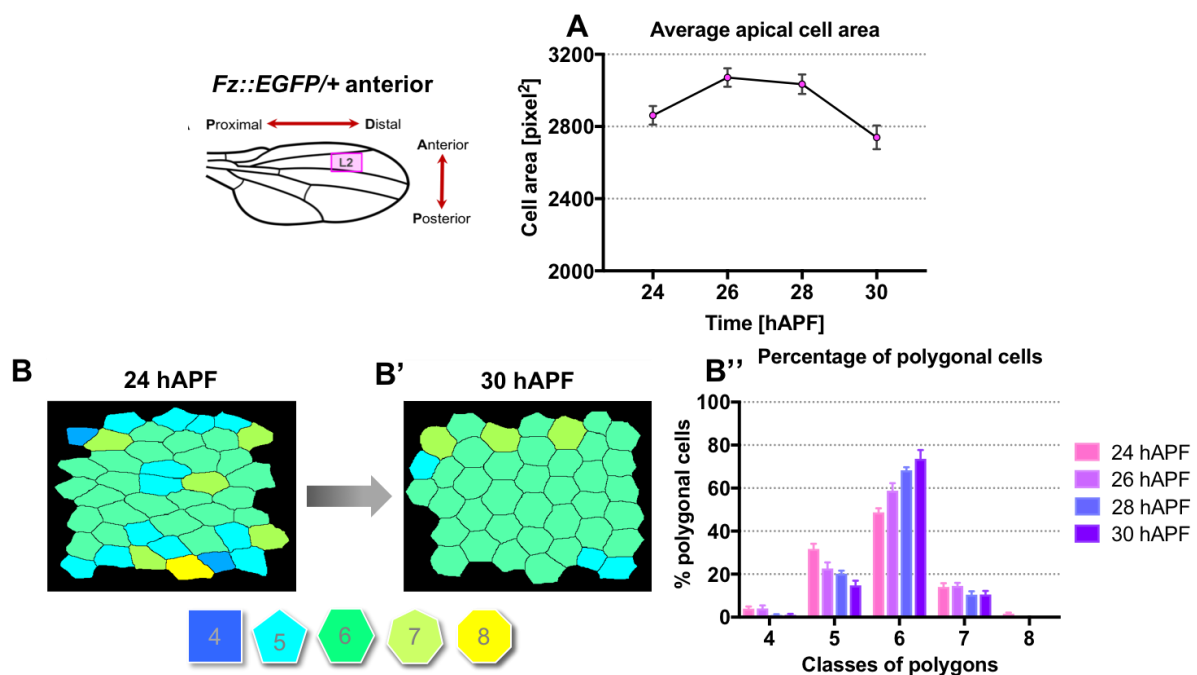 A
Average apical cell area
Fz::EGFP/+ anterior
Proximal
Distal
Anterior
L2
Posterior
Cell area [pixel²]
3200
2800
2400
2000
24 26 28 30
Time [hAPF]
B
24 hAPF
B’
30 hAPF
B’’
Percentage of polygonal cells
% polygonal cells
100
80
60
40
20
0
4 5 6 7 8
Classes of polygons
24 hAPF
26 hAPF
28 hAPF
30 hAPF
4 5 6 7 8